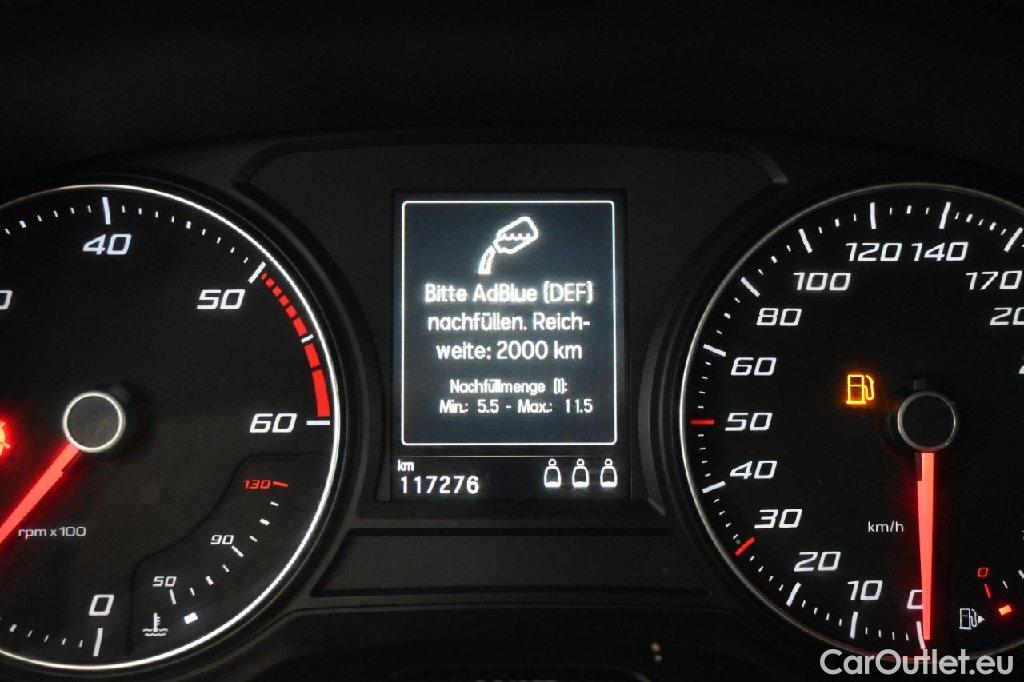 40
50
60
rpm x 100
130
90
50
0
Bitte AdBlue (DEF)
nachfüllen. Reich-
weite: 2000 km
Nachfüllmenge (l):
Min.: 5.5 - Max.: 11.5
km
117276
0
10
20
30
40
50
60
80
100
120
140
170
km/h
0
CarOutlet.eu